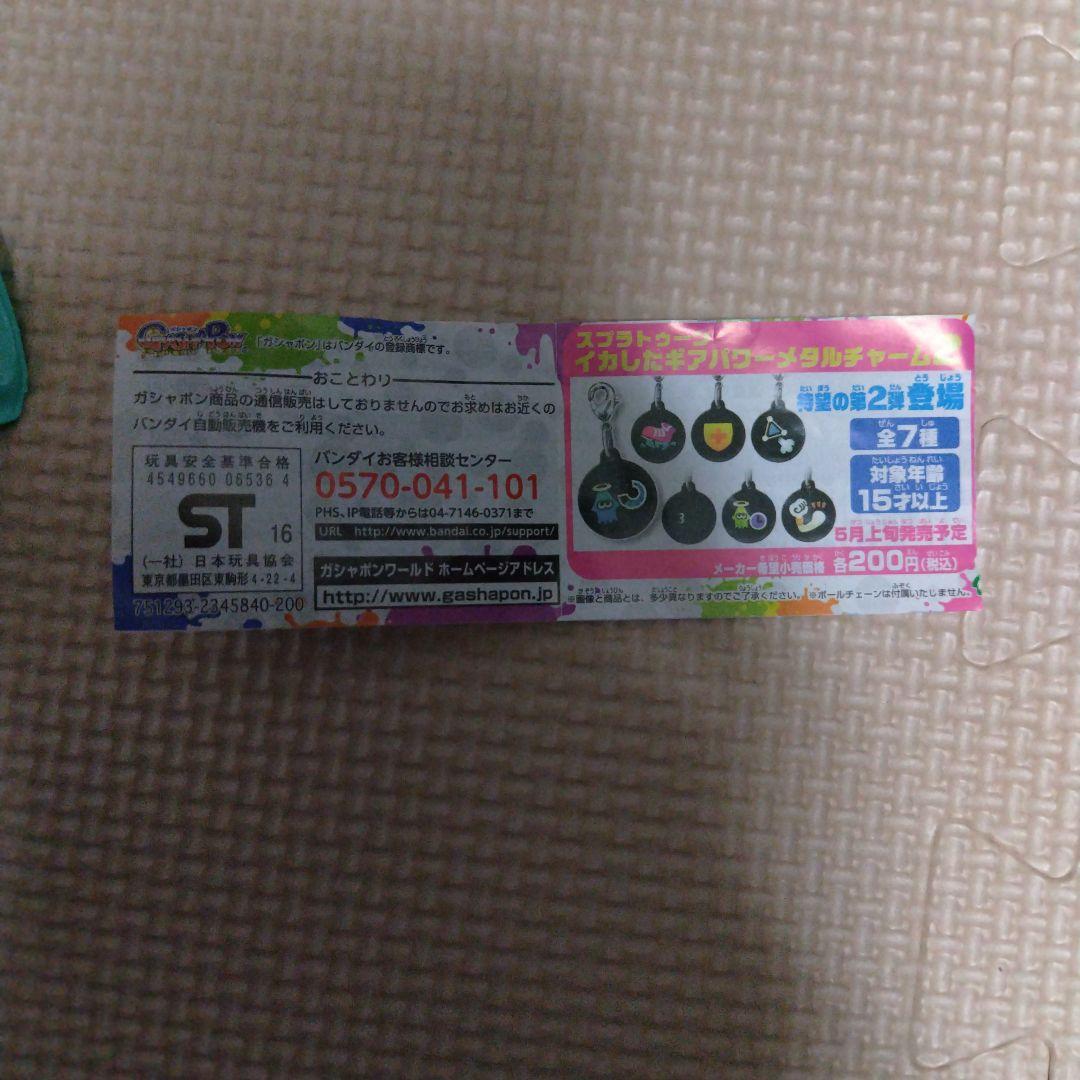 ガシャポン
「ガシャポン」はバンダイの登録商標です。
おことわり
ガシャポン商品の通信販売はしておりませんのでお求めはお近くの
バンダイ自動販売機をご利用ください。
玩具安全基準合格
4549660 06536 4
ST 16
(一社) 日本玩具協会
東京都墨田区東駒形4-22-4
751293-2345840-200
バンダイお客様相談センター
0570-041-101
PHS、IP電話等からは04-7146-0371まで
URL http://www.bandai.co.jp/support/
ガシャポンワールド ホームページアドレス
http://www.gashapon.jp
スプラトゥーン
イカしたギアパワーメタルチャーム2
待望の第2弾登場
全7種
対象年齢
15才以上
5月上旬発売予定
メーカー希望小売価格 各200円(税込)
※画像と商品とは、多少異なりますのでご了承ください。 ※ボールチェーンは付属いたしません。
3